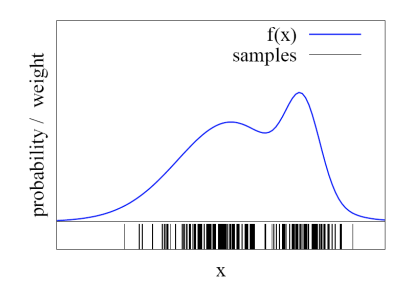 f(x)
samples
probability / weight
x